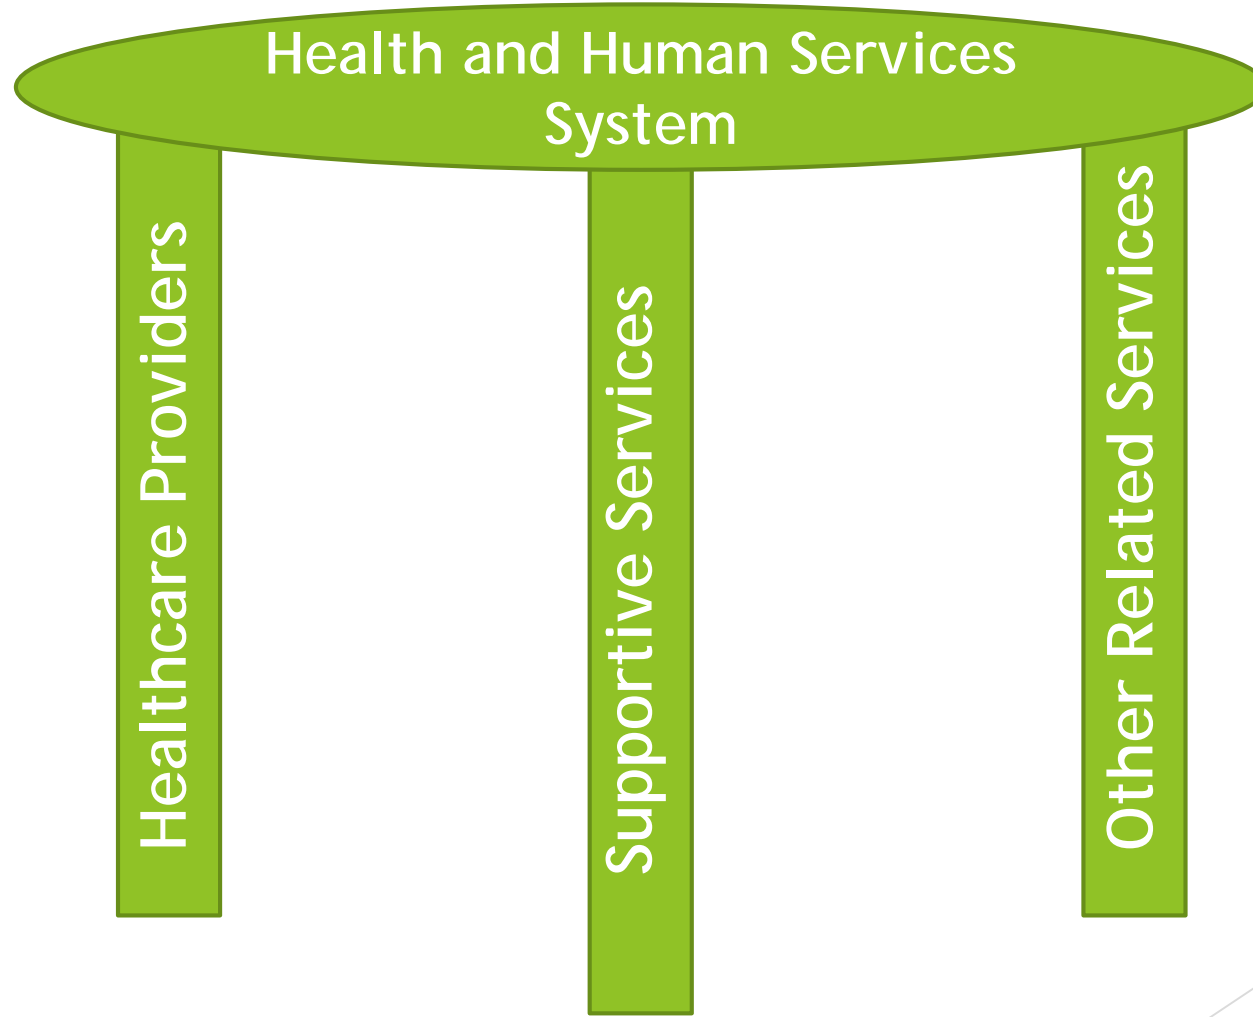 Health and Human Services
System
Healthcare Providers
Supportive Services
Other Related Services